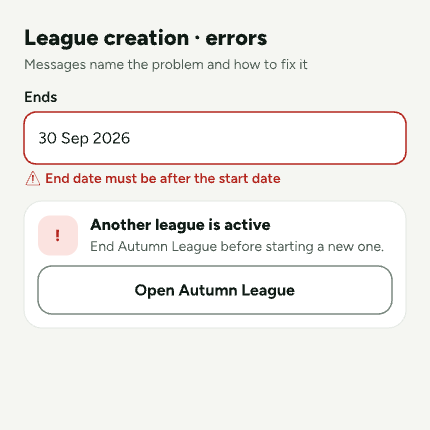 League creation · errors
Messages name the problem and how to fix it
Ends
30 Sep 2026
⚠ End date must be after the start date
! Another league is active
End Autumn League before starting a new one.
Open Autumn League